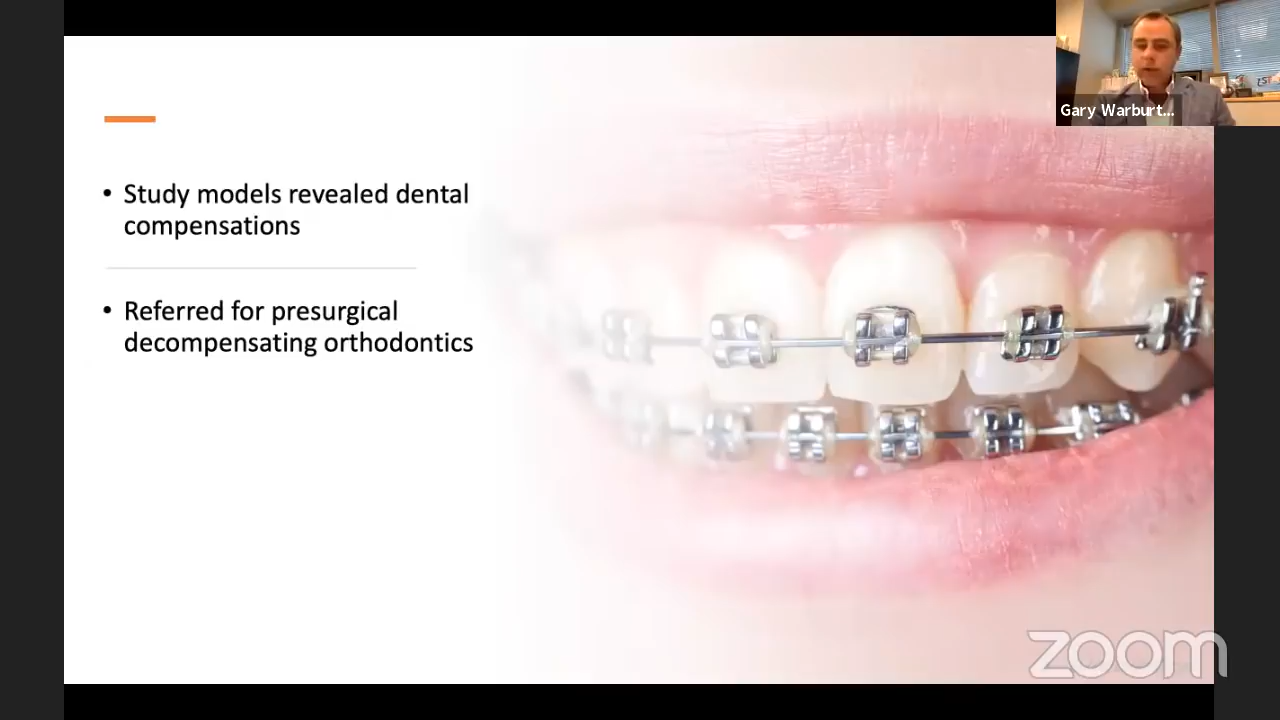 Gary Warburt...
• Study models revealed dental
compensations
• Referred for presurgical
decompensating orthodontics
zoom